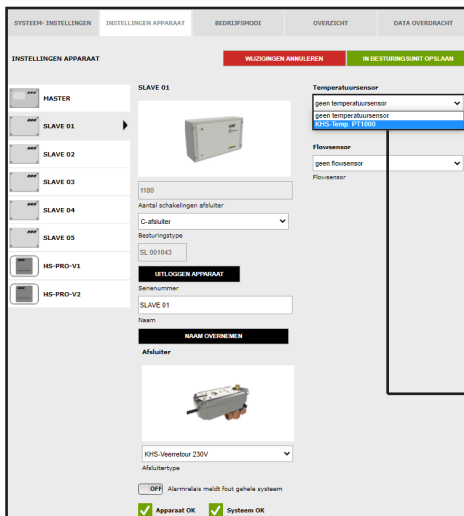 SYSTEEM- INSTELLINGEN
INSTELLINGEN APPARAAT
BEDRIJFSMODI
OVERZICHT
DATA OVERDRACHT
INSTELLINGEN APPARAAT
WIJZIGINGEN ANNULEREN
IN BESTURINGSUNIT OPSLAAN
MASTER
SLAVE 01
SLAVE 02
SLAVE 03
SLAVE 04
SLAVE 05
HS-PRO-V1
HS-PRO-V2
SLAVE 01
1180
Aantal schakelingen afsluiter
C-afsluiter
Besturingstype
SL 001043
UITLOGGEN APPARAAT
Serienummer
SLAVE 01
Naam
NAAM OVERNEMEN
Afsluiter
KHS-Veerretour 230V
Afsluitertype
OFF Alarmrelais meldt fout gehele systeem
Apparaat OK
Systeem OK
Temperatuursensor
geen temperatuursensor
geen temperatuursensor
KHS-Temp. PT1000
Flowsensor
geen flowsensor
Flowsensor